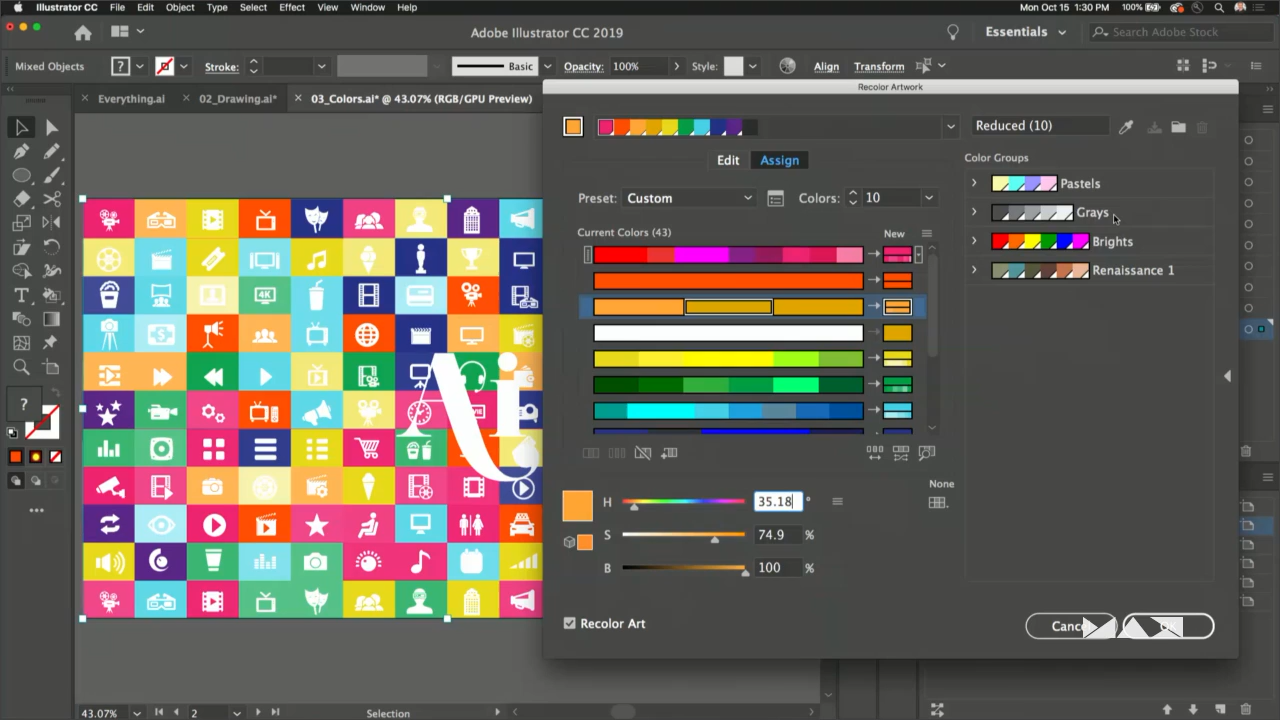 Illustrator CC File Edit Object Type Select Effect View Window Help Mon Oct 15 1:30 PM 100%
Adobe Illustrator CC 2019 Essentials Search Adobe Stock
Mixed Objects ? Stroke: Basic Opacity: 100% Style: Align Transform
Everything.ai 02_Drawing.ai* 03_Colors.ai* @ 43.07% (RGB/GPU Preview)
Recolor Artwork
Reduced (10)
Edit Assign
Color Groups
Preset: Custom Colors: 10
Pastels
Grays
Brights
Renaissance 1
Current Colors (43) New
4K
Ai
?
None
H 35.18 °
S 74.9 %
B 100 %
Recolor Art
Cancel OK
43.07% 2 Selection